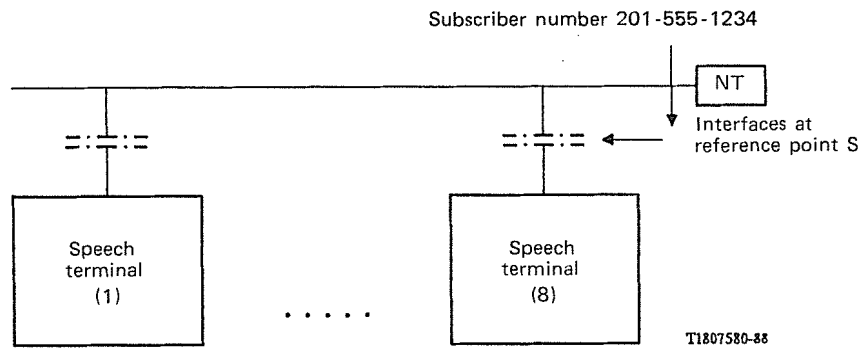 Subscriber number 201-555-1234
NT
Interfaces at
reference point S
Speech
terminal
(1)
Speech
terminal
(8)
T1807580-88